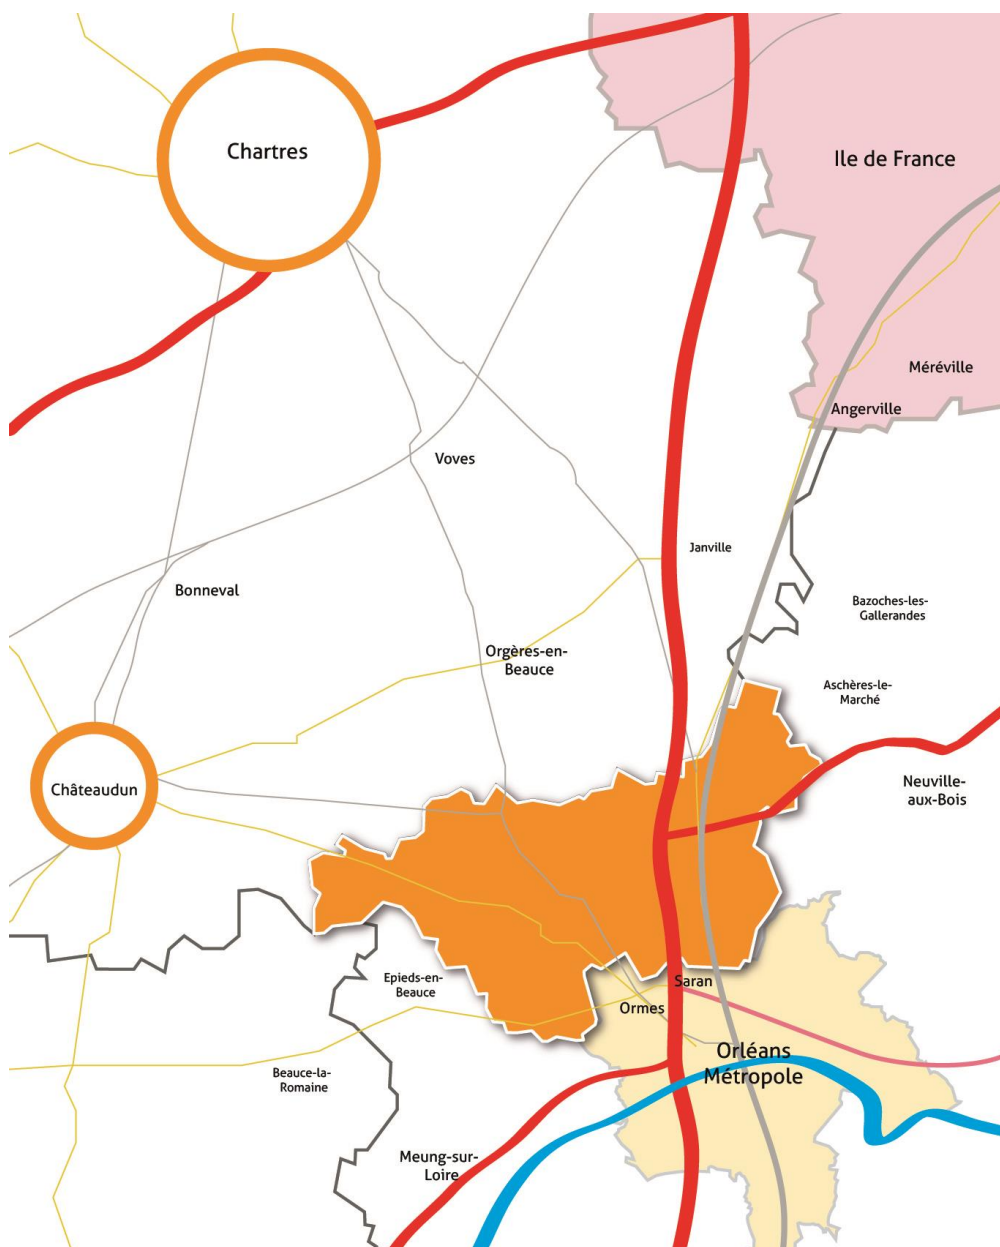 Chartres
Ile de France
Méréville
Angerville
Voves
Janville
Bonneval
Bazoches-les-
Gallerandes
Orgères-en-
Beauce
Aschères-le-
Marché
Châteaudun
Neuville-
aux-Bois
Epieds-en-
Beauce
Saran
Ormes
Orléans
Métropole
Beauce-la-
Romaine
Meung-sur-
Loire